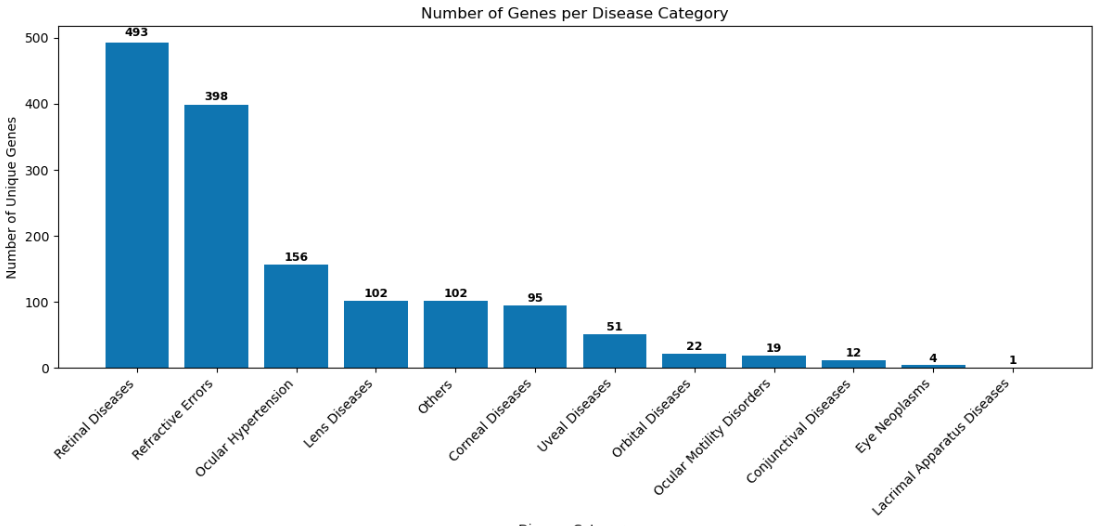 Number of Genes per Disease Category
Number of Unique Genes
500
400
300
200
100
0
493
398
156
102
102
95
51
22
19
12
4
1
Retinal Diseases
Refractive Errors
Ocular Hypertension
Lens Diseases
Others
Corneal Diseases
Uveal Diseases
Orbital Diseases
Ocular Motility Disorders
Conjunctival Diseases
Eye Neoplasms
Lacrimal Apparatus Diseases